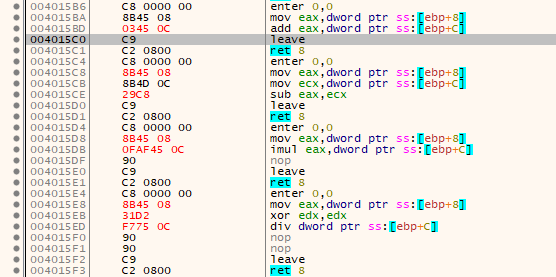 004015B6 C8 0000 00 enter 0,0
004015BA 8B45 08 mov eax,dword ptr ss:[ebp+8]
004015BD 0345 0C add eax,dword ptr ss:[ebp+C]
004015C0 C9 leave
004015C1 C2 0800 ret 8
004015C4 C8 0000 00 enter 0,0
004015C8 8B45 08 mov eax,dword ptr ss:[ebp+8]
004015CB 8B4D 0C mov ecx,dword ptr ss:[ebp+C]
004015CE 29C8 sub eax,ecx
004015D0 C9 leave
004015D1 C2 0800 ret 8
004015D4 C8 0000 00 enter 0,0
004015D8 8B45 08 mov eax,dword ptr ss:[ebp+8]
004015DB 0FAF45 0C imul eax,dword ptr ss:[ebp+C]
004015DF 90 nop
004015E0 C9 leave
004015E1 C2 0800 ret 8
004015E4 C8 0000 00 enter 0,0
004015E8 8B45 08 mov eax,dword ptr ss:[ebp+8]
004015EB 31D2 xor edx,edx
004015ED F775 0C div dword ptr ss:[ebp+C]
004015F0 90 nop
004015F1 90 nop
004015F2 C9 leave
004015F3 C2 0800 ret 8